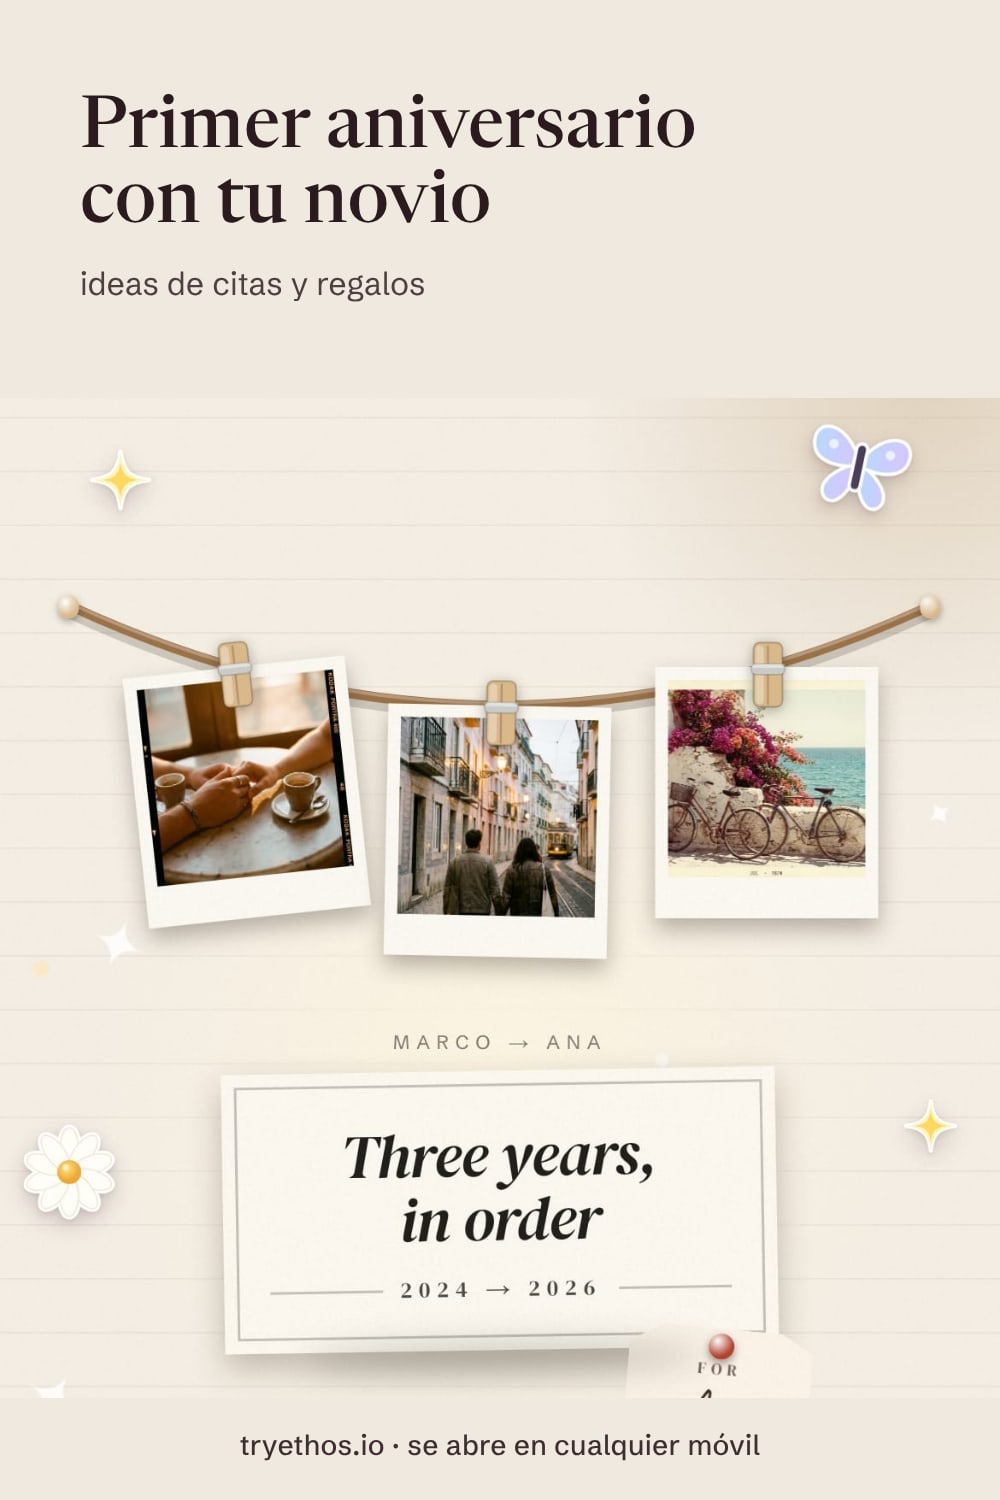 Primer aniversario
con tu novio
ideas de citas y regalos
MARCO → ANA
Three years,
in order
2024 → 2026
FOR
tryethos.io · se abre en cualquier móvil